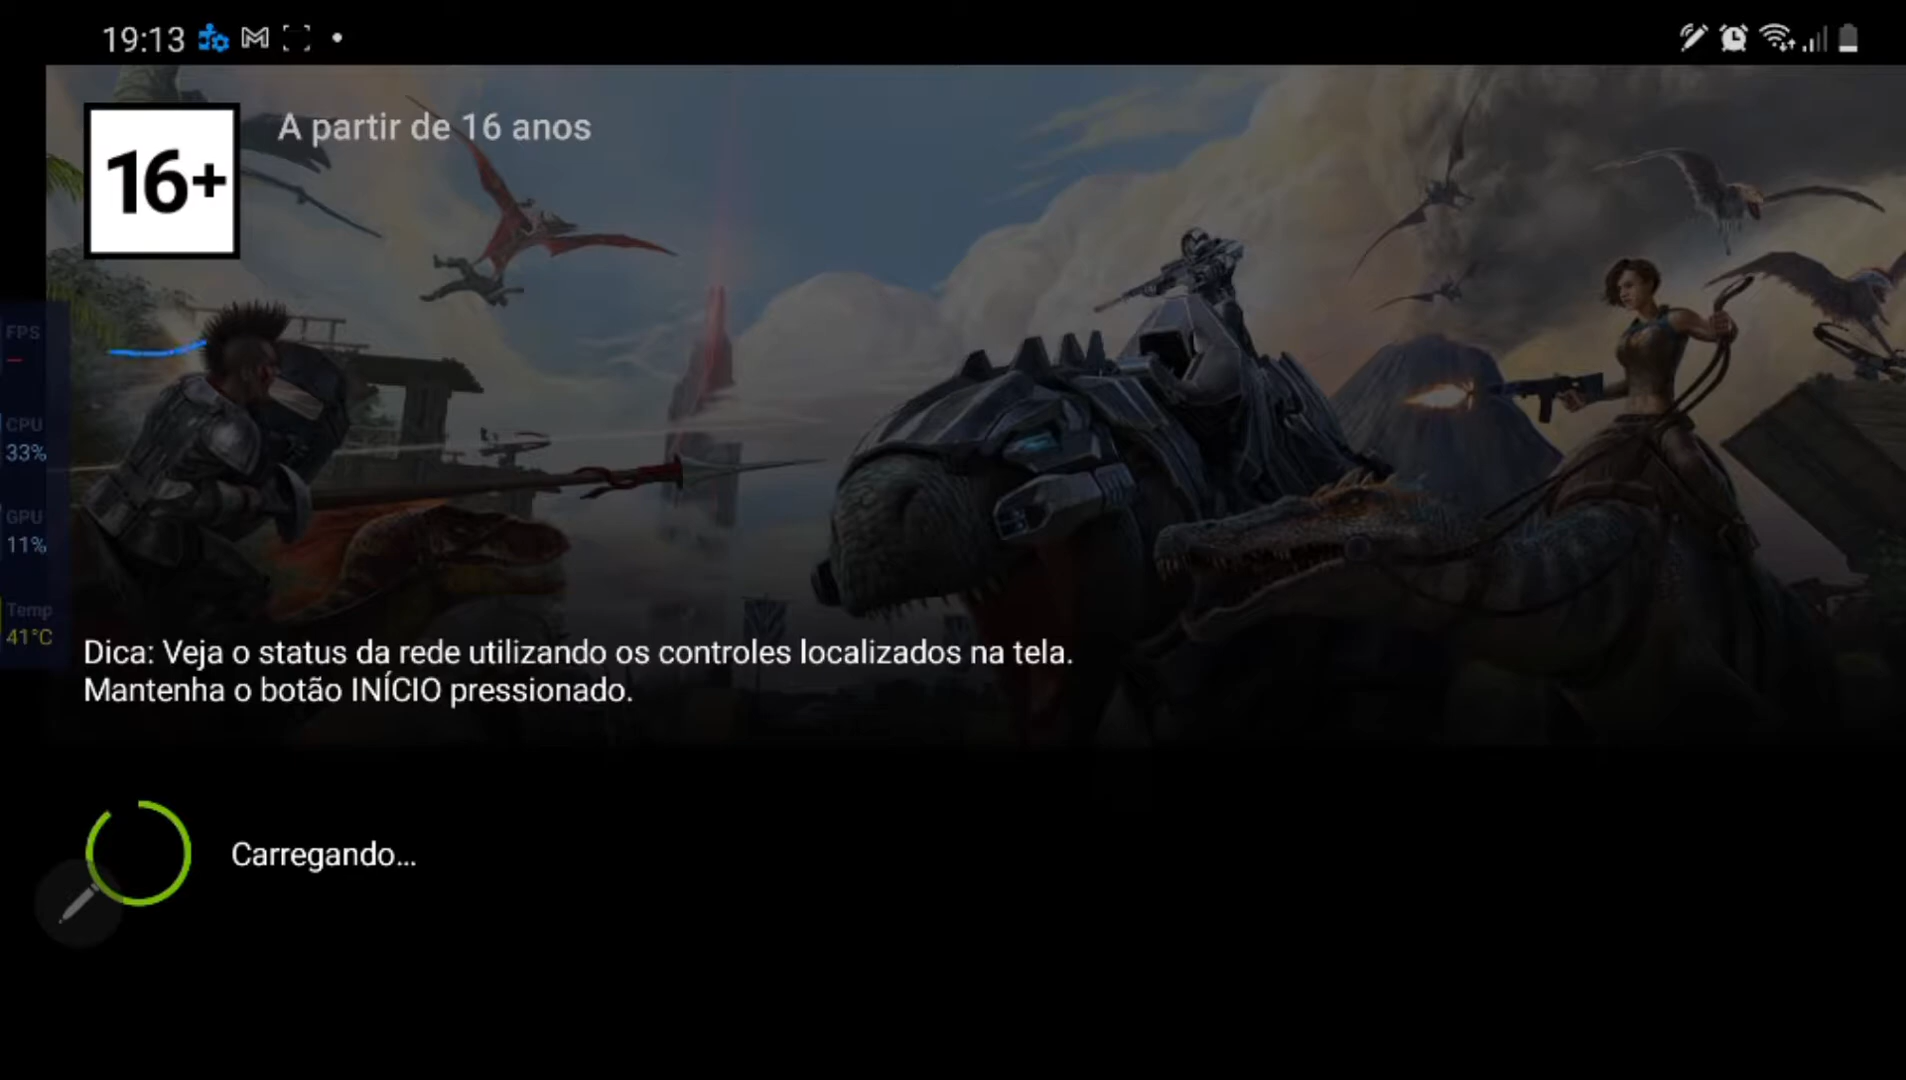 19:13
16+
A partir de 16 anos
FPS
CPU
33%
GPU
11%
Temp
41°C
Dica: Veja o status da rede utilizando os controles localizados na tela.
Mantenha o botão INÍCIO pressionado.
Carregando...